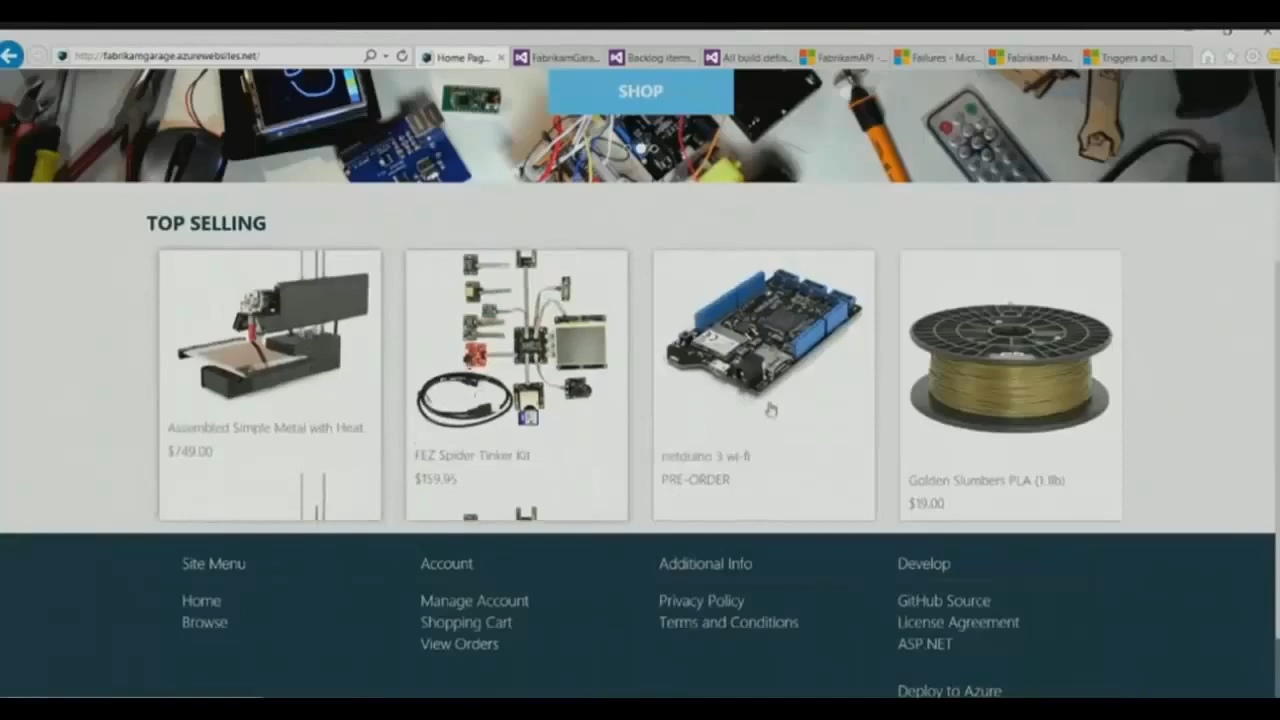 http://fabrikamgarage.azurewebsites.net/
Home Pag...
FabrikamGara...
Backlog items...
All build defin...
FabrikamAPI -...
Failures - Micr...
Fabrikam-Mo...
Triggers and a...
SHOP
TOP SELLING
Assembled Simple Metal with Heat
$749.00
FEZ Spider Tinker Kit
$159.95
netduino 3 wi-fi
PRE-ORDER
Golden Slumbers PLA (1.1lb)
$19.00
Site Menu
Home
Browse
Account
Manage Account
Shopping Cart
View Orders
Additional Info
Privacy Policy
Terms and Conditions
Develop
GitHub Source
License Agreement
ASP.NET
Deploy to Azure